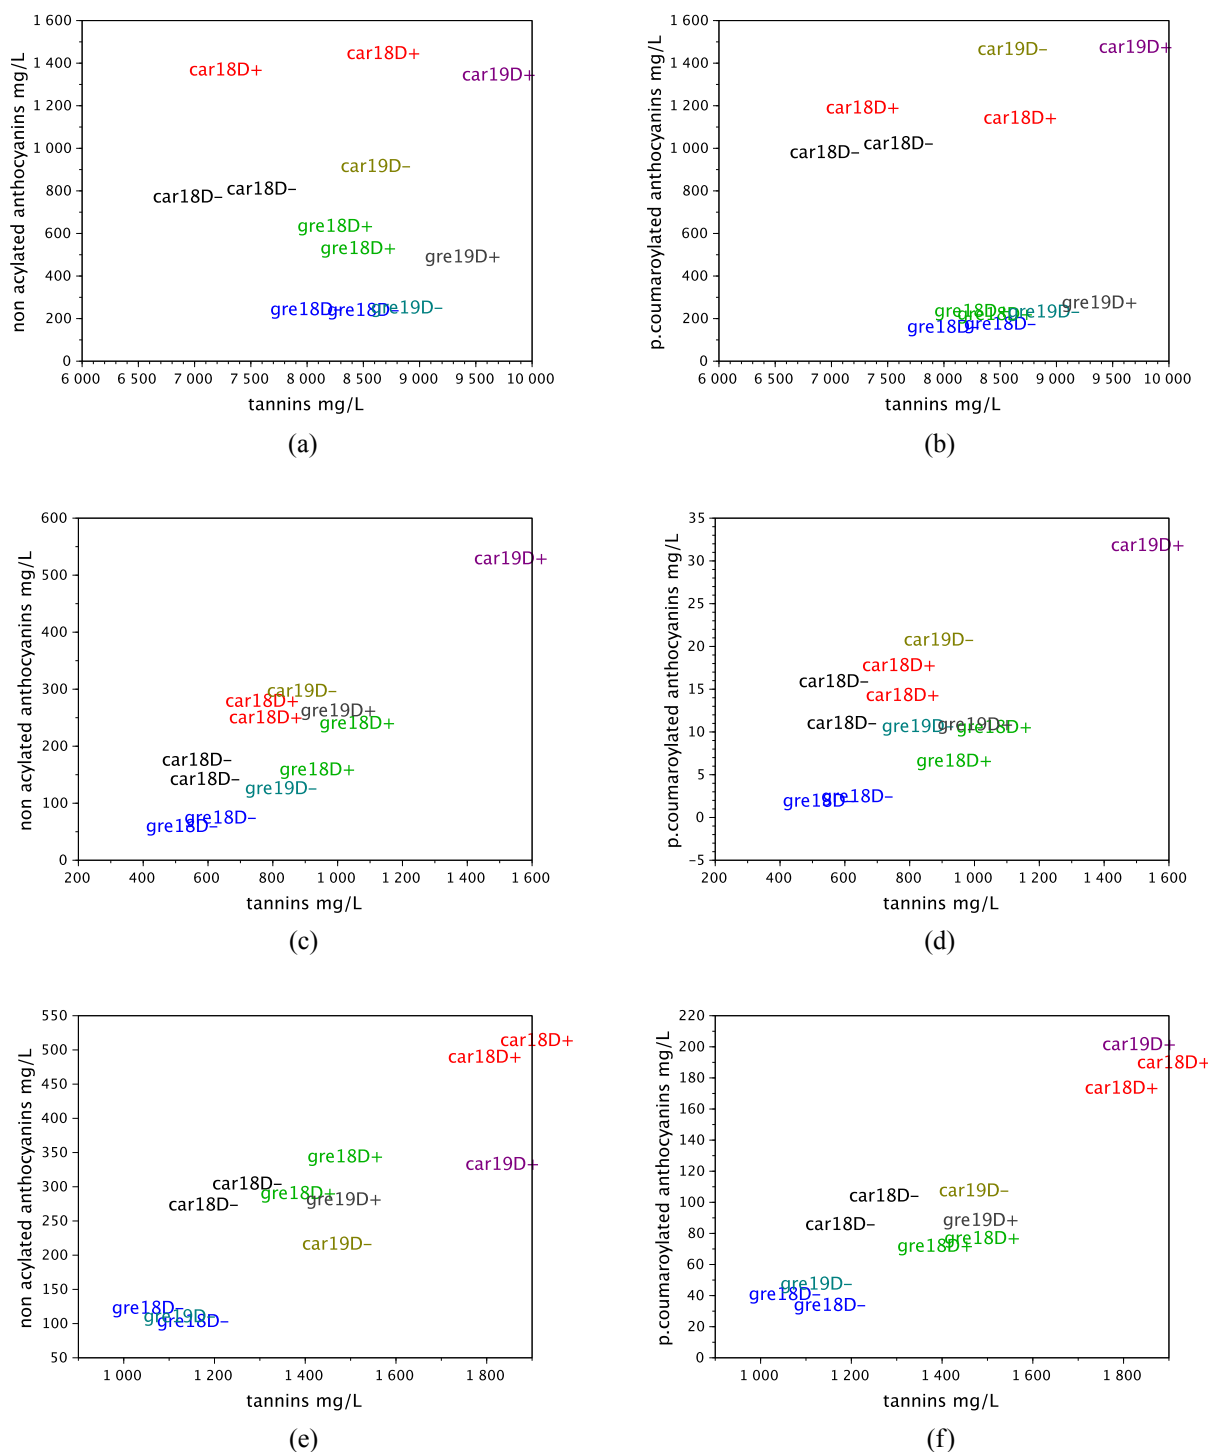 1 600
1 400
1 200
1 000
800
600
400
200
0
non acylated anthocyanins mg/L
car18D+
car18D+
car19D+
car19D–
car18D–
car18D–
gre18D+
gre18D+
gre19D+
gre18D–
gre18D–
gre19D–
6 000 7 000 7 500 8 000 8 500 9 000 9 500 10 000
tannins mg/L
(a)
1 600
1 400
1 200
1 000
800
600
400
200
0
p.coumaroylated anthocyanins mg/L
car19D–
car19D+
car18D+
car18D+
car18D–
car18D–
gre19D+
gre18D+
gre18D+
gre19D–
gre18D–
gre18D–
6 000 7 000 7 500 8 000 8 500 9 000 9 500 10 000
tannins mg/L
(b)
600
500
400
300
200
100
0
non acylated anthocyanins mg/L
car19D+
car19D–
car18D+
car18D+
gre19D+
gre18D+
car18D–
car18D–
gre18D+
gre19D–
gre18D–
gre18D–
200 400 600 800 1 000 1 200 1 400 1 600
tannins mg/L
(c)
35
30
25
20
15
10
5
0
–5
p.coumaroylated anthocyanins mg/L
car19D+
car19D–
car18D+
car18D–
car18D+
car18D–
gre19D–
gre19D+
gre18D+
gre18D+
gre18D–
gre18D–
200 400 600 800 1 000 1 200 1 400 1 600
tannins mg/L
(d)
550
500
450
400
350
300
250
200
150
100
50
non acylated anthocyanins mg/L
car18D+
car18D+
gre18D+
car19D+
car18D–
car18D–
gre18D+
gre19D+
car19D–
gre18D–
gre19D–
gre18D–
1 000 1 200 1 400 1 600 1 800
tannins mg/L
(e)
220
200
180
160
140
120
100
80
60
40
20
0
p.coumaroylated anthocyanins mg/L
car19D+
car18D+
car18D+
car18D–
car19D–
car18D–
gre19D+
gre18D+
gre18D+
gre19D–
gre18D–
gre18D–
1 000 1 200 1 400 1 600 1 800
tannins mg/L
(f)